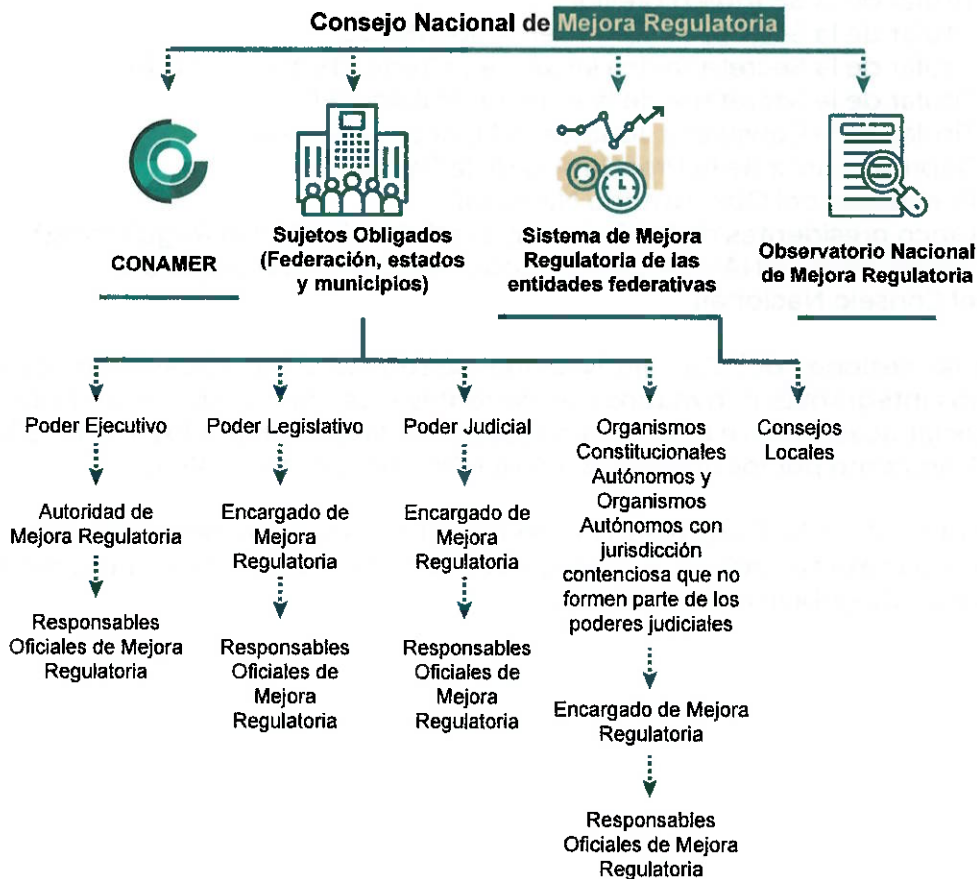 Consejo Nacional de Mejora Regulatoria
CONAMER
Sujetos Obligados
(Federación, estados
y municipios)
Sistema de Mejora
Regulatoria de las
entidades federativas
Observatorio Nacional
de Mejora Regulatoria
Poder Ejecutivo
Autoridad de
Mejora Regulatoria
Responsables
Oficiales de Mejora
Regulatoria
Poder Legislativo
Encargado de
Mejora
Regulatoria
Responsables
Oficiales de
Mejora
Regulatoria
Poder Judicial
Encargado de
Mejora
Regulatoria
Responsables
Oficiales de
Mejora
Regulatoria
Organismos
Constitucionales
Autónomos y
Organismos
Autónomos con
jurisdicción
contenciosa que no
formen parte de los
poderes judiciales
Encargado de Mejora
Regulatoria
Responsables
Oficiales de Mejora
Regulatoria
Consejos
Locales